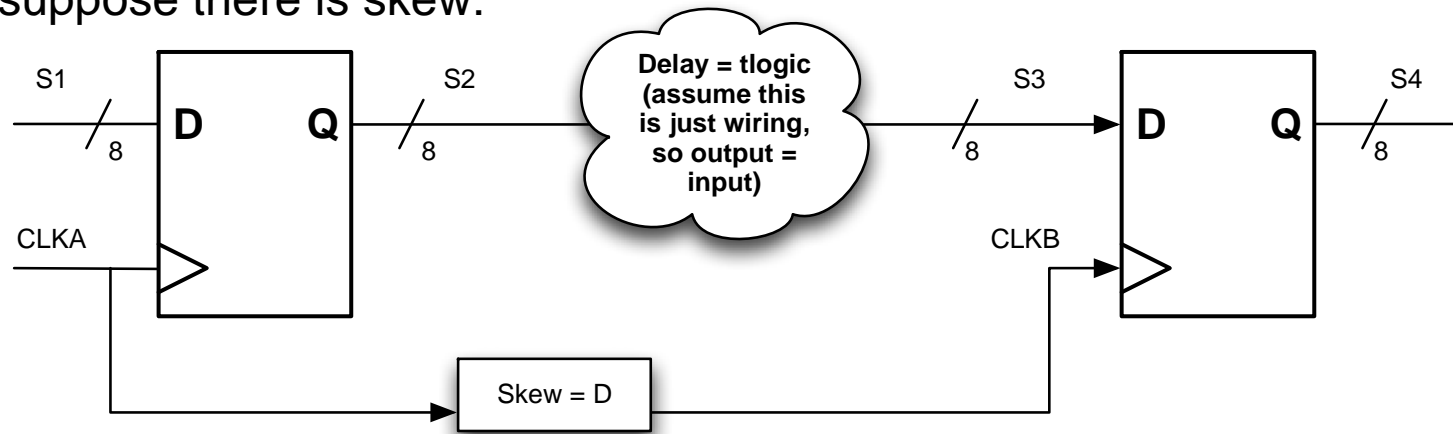 suppose there is skew.
S1
8
D
Q
S2
8
Delay = tlogic
(assume this
is just wiring,
so output =
input)
S3
8
D
Q
S4
8
CLKA
CLKB
Skew = D